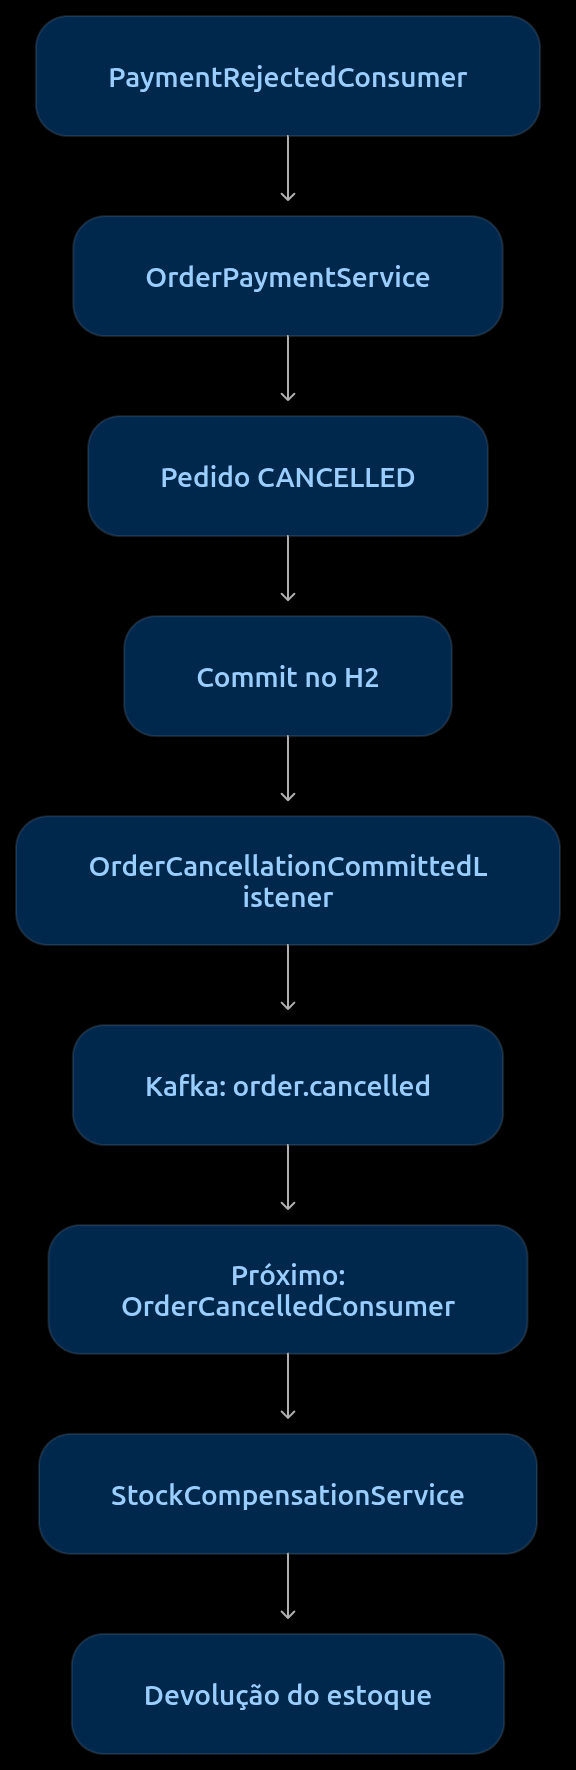 PaymentRejectedConsumer
OrderPaymentService
Pedido CANCELLED
Commit no H2
OrderCancellationCommittedL
istener
Kafka: order.cancelled
Próximo:
OrderCancelledConsumer
StockCompensationService
Devolução do estoque